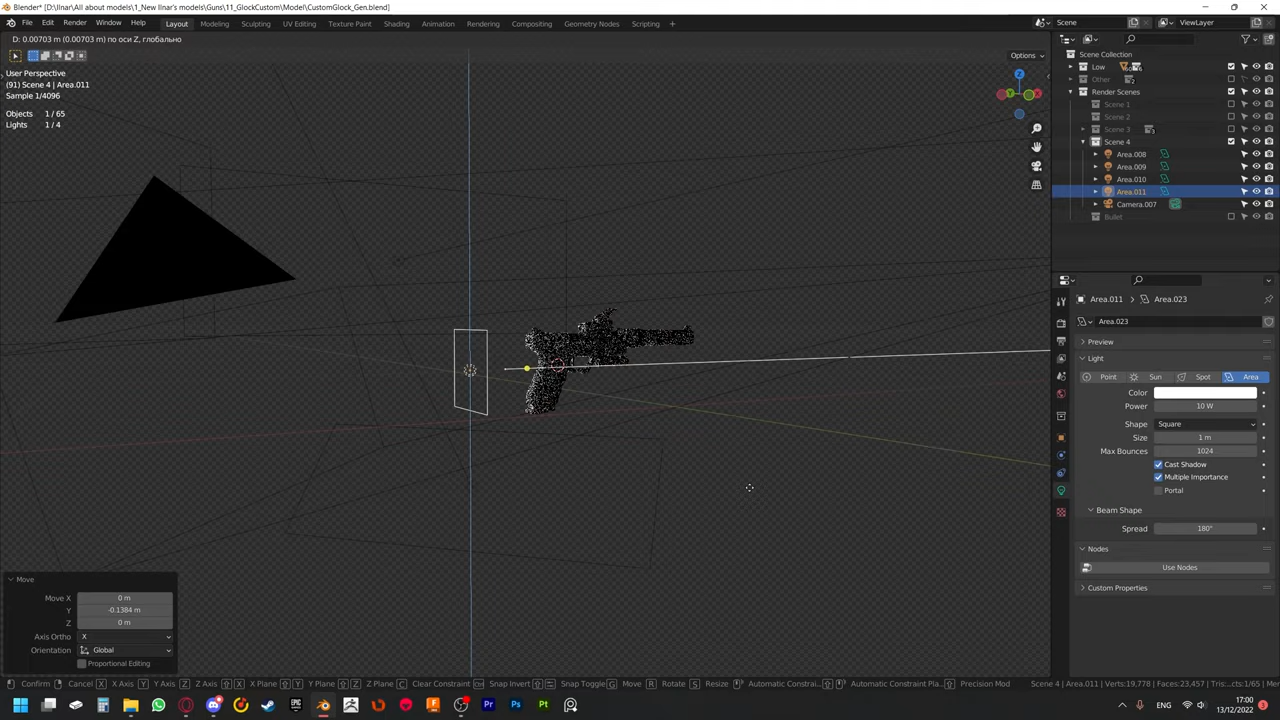 Blender* [D:\Ilnar\All about models\1_New Ilnar's models\Guns\11_GlockCustom\Model\CustomGlock_Gen.blend]
File Edit Render Window Help Layout Modeling Sculpting UV Editing Texture Paint Shading Animation Rendering Compositing Geometry Nodes Scripting + Scene ViewLayer
D: 0.00703 m (0.00703 m) по оси Z, глобально
Options
User Perspective
(91) Scene 4 | Area.011
Sample 1/4096
Objects 1 / 65
Lights 1 / 4
Z
Y
X
Scene Collection
Low
Other
Render Scenes
Scene 1
Scene 2
Scene 3
Scene 4
Area.008
Area.009
Area.010
Area.011
Camera.007
Bullet
Area.011 > Area.023
Area.023
Preview
Light
Point Sun Spot Area
Color
Power 10 W
Shape Square
Size 1 m
Max Bounces 1024
Cast Shadow
Multiple Importance
Portal
Beam Shape
Spread 180°
Nodes
Use Nodes
Custom Properties
Move
Move X 0 m
Y -0.1384 m
Z 0 m
Axis Ortho X
Orientation Global
Proportional Editing
Confirm Cancel X X Axis Y Y Axis Z Z Axis X X Plane Y Y Plane Z Z Plane C Clear Constraint Snap Invert Snap Toggle G Move R Rotate S Resize Automatic Constrai... Automatic Constraint Pla... Precision Mod
Scene 4 | Area.011 | Verts:19,778 | Faces:23,457 | Tris:... cts:1/65 | Mem
ENG 17:00
13/12/2022